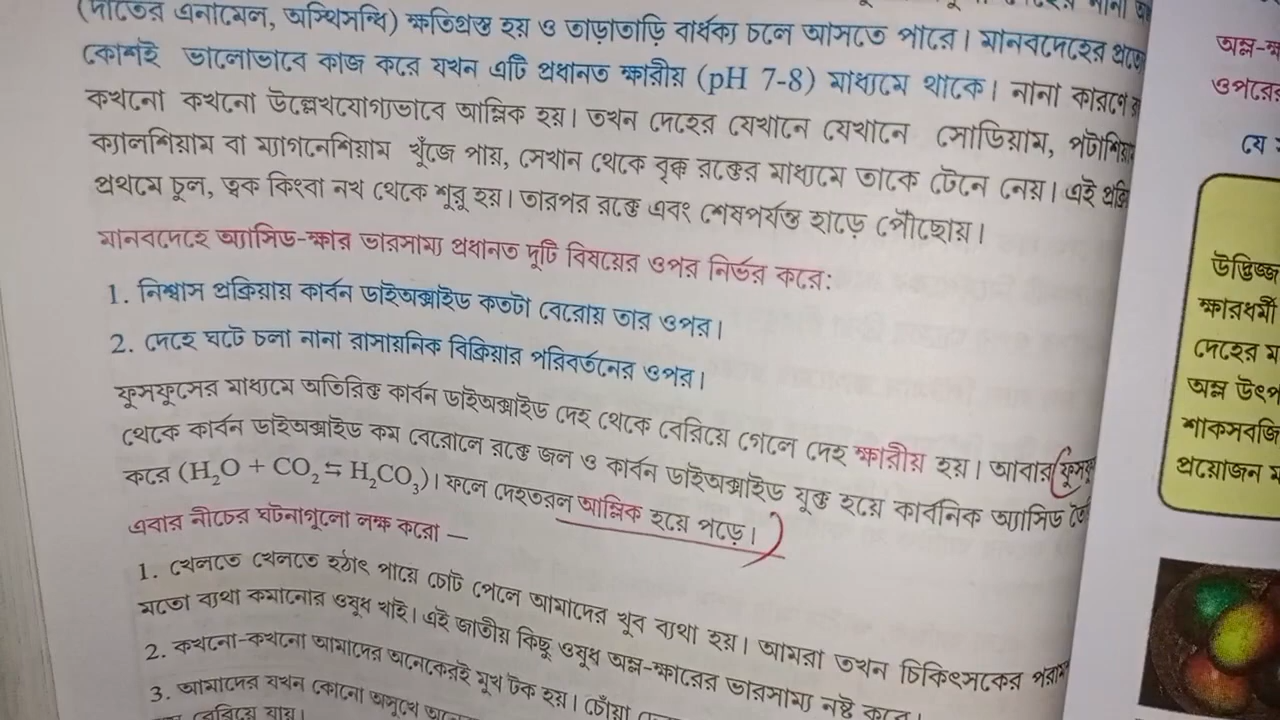 (দাঁতের এনামেল, অস্থিসন্ধি) ক্ষতিগ্রস্ত হয় ও তাড়াতাড়ি বার্ধক্য চলে আসতে পারে। মানবদেহের
কোশই ভালোভাবে কাজ করে যখন এটি প্রধানত ক্ষারীয় (pH 7-8) মাধ্যমে থাকে। নানা কারণে
কখনো কখনো উল্লেখযোগ্যভাবে আম্লিক হয়। তখন দেহের যেখানে যেখানে সোডিয়াম, পটাশিয়াম
ক্যালশিয়াম বা ম্যাগনেশিয়াম খুঁজে পায়, সেখান থেকে বৃক্ক রক্তের মাধ্যমে তাকে টেনে নেয়। এই
প্রথমে চুল, ত্বক কিংবা নখ থেকে শুরু হয়। তারপর রক্তে এবং শেষপর্যন্ত হাড়ে পৌঁছোয়।
মানবদেহে অ্যাসিড-ক্ষার ভারসাম্য প্রধানত দুটি বিষয়ের ওপর নির্ভর করে:
1. নিশ্বাস প্রক্রিয়ায় কার্বন ডাইঅক্সাইড কতটা বেরোয় তার ওপর।
2. দেহে ঘটে চলা নানা রাসায়নিক বিক্রিয়ার পরিবর্তনের ওপর।
ফুসফুসের মাধ্যমে অতিরিক্ত কার্বন ডাইঅক্সাইড দেহ থেকে বেরিয়ে গেলে দেহ ক্ষারীয় হয়। আবার
থেকে কার্বন ডাইঅক্সাইড কম বেরোলে রক্তে জল ও কার্বন ডাইঅক্সাইড যুক্ত হয়ে কার্বনিক অ্যাসিড
করে (H₂O + CO₂ ⇆ H₂CO₃)। ফলে দেহতরল আম্লিক হয়ে পড়ে।
এবার নীচের ঘটনাগুলো লক্ষ করো —
1. খেলতে খেলতে হঠাৎ পায়ে চোট পেলে আমাদের খুব ব্যথা হয়। আমরা তখন চিকিৎসকের
মতো ব্যথা কমানোর ওষুধ খাই। এই জাতীয় কিছু ওষুধ অম্ল-ক্ষারের ভারসাম্য নষ্ট করে।
2. কখনো-কখনো আমাদের অনেকেরই মুখ টক হয়। চোঁয়া
3. আমাদের যখন কোনো অসুখে
বেরিয়ে যায়।
ওপরের
যে
উদ্ভিজ্জ
ক্ষারধর্মী
দেহের
অম্ল
শাকসবজি
প্রয়োজন